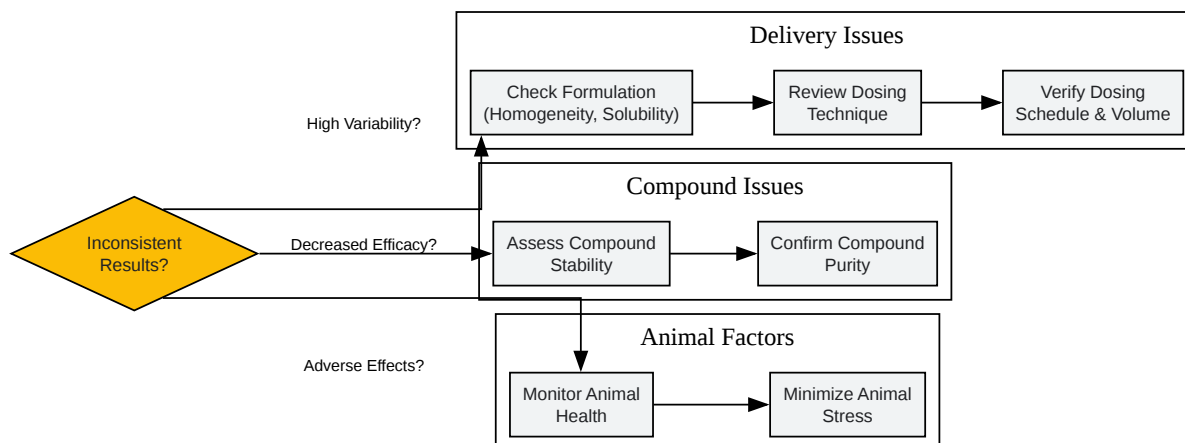 Delivery Issues
Check Formulation
(Homogeneity, Solubility)
Review Dosing
Technique
Verify Dosing
Schedule & Volume
High Variability?
Compound Issues
Inconsistent
Results?
Decreased Efficacy?
Assess Compound
Stability
Confirm Compound
Purity
Animal Factors
Adverse Effects?
Monitor Animal
Health
Minimize Animal
Stress